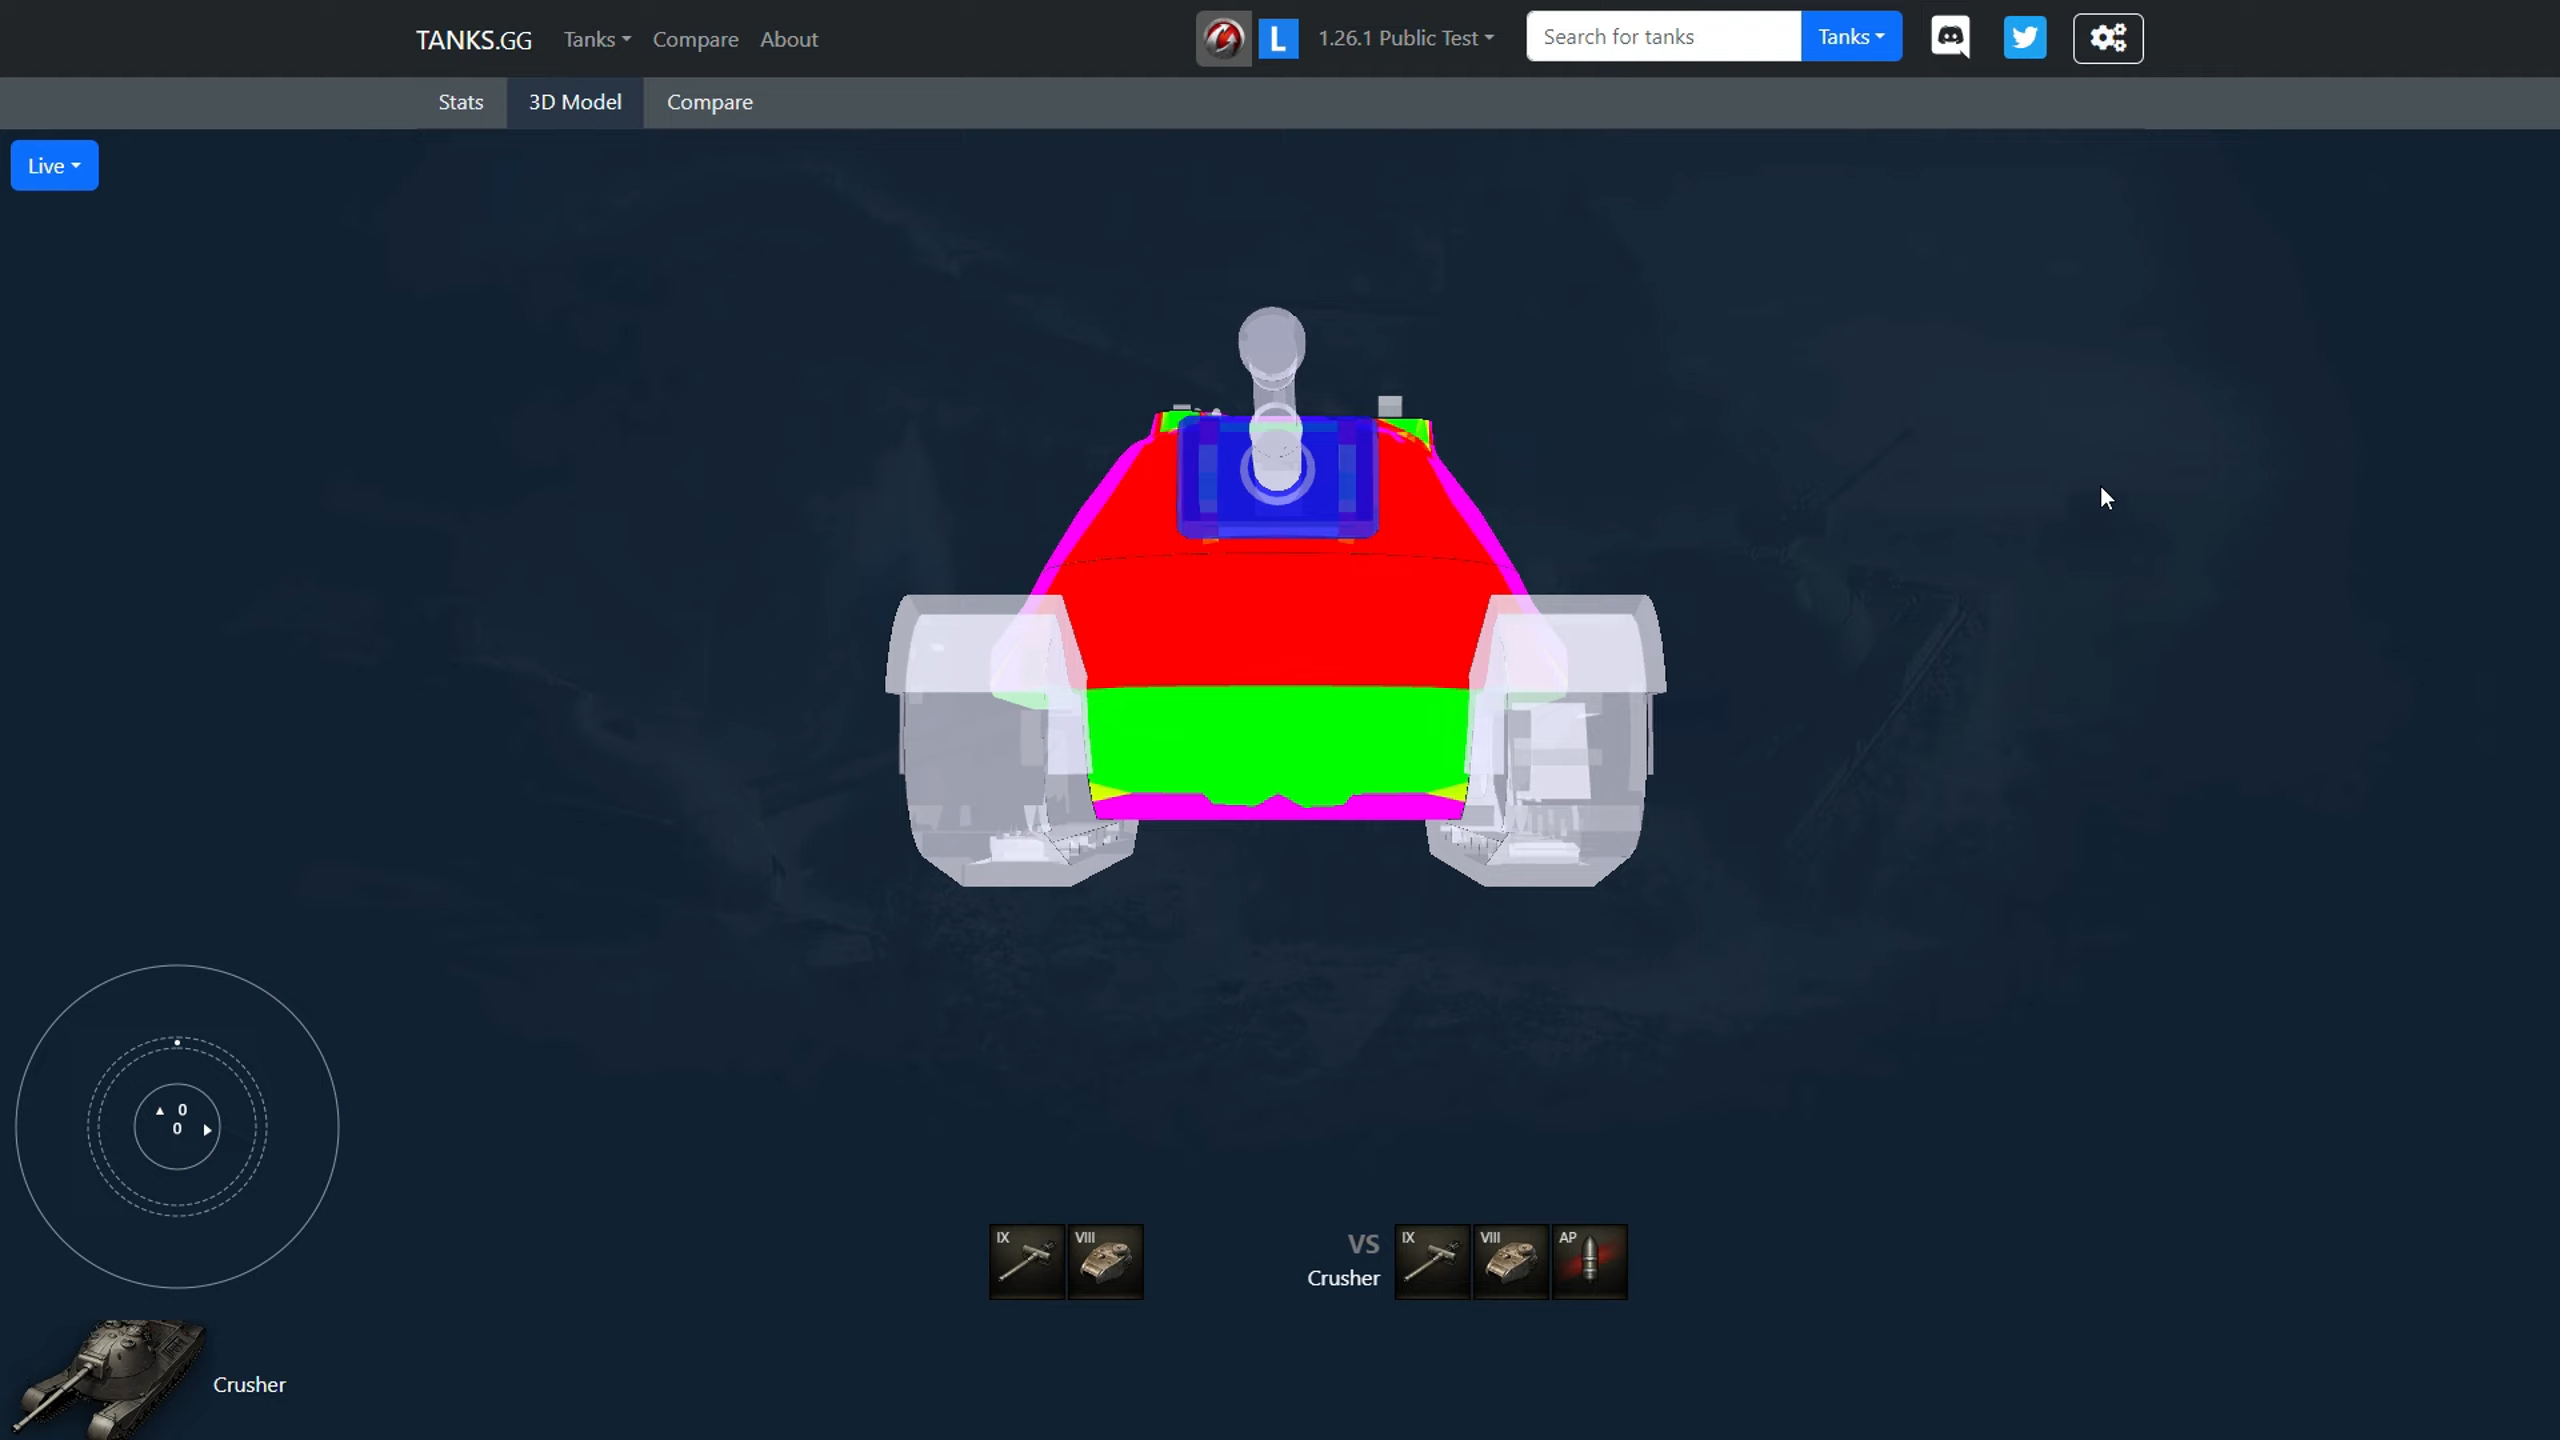 TANKS.GG Tanks Compare About L 1.26.1 Public Test Search for tanks Tanks
Stats 3D Model Compare
Live
0
0
IX VIII VS IX VIII AP
Crusher
Crusher